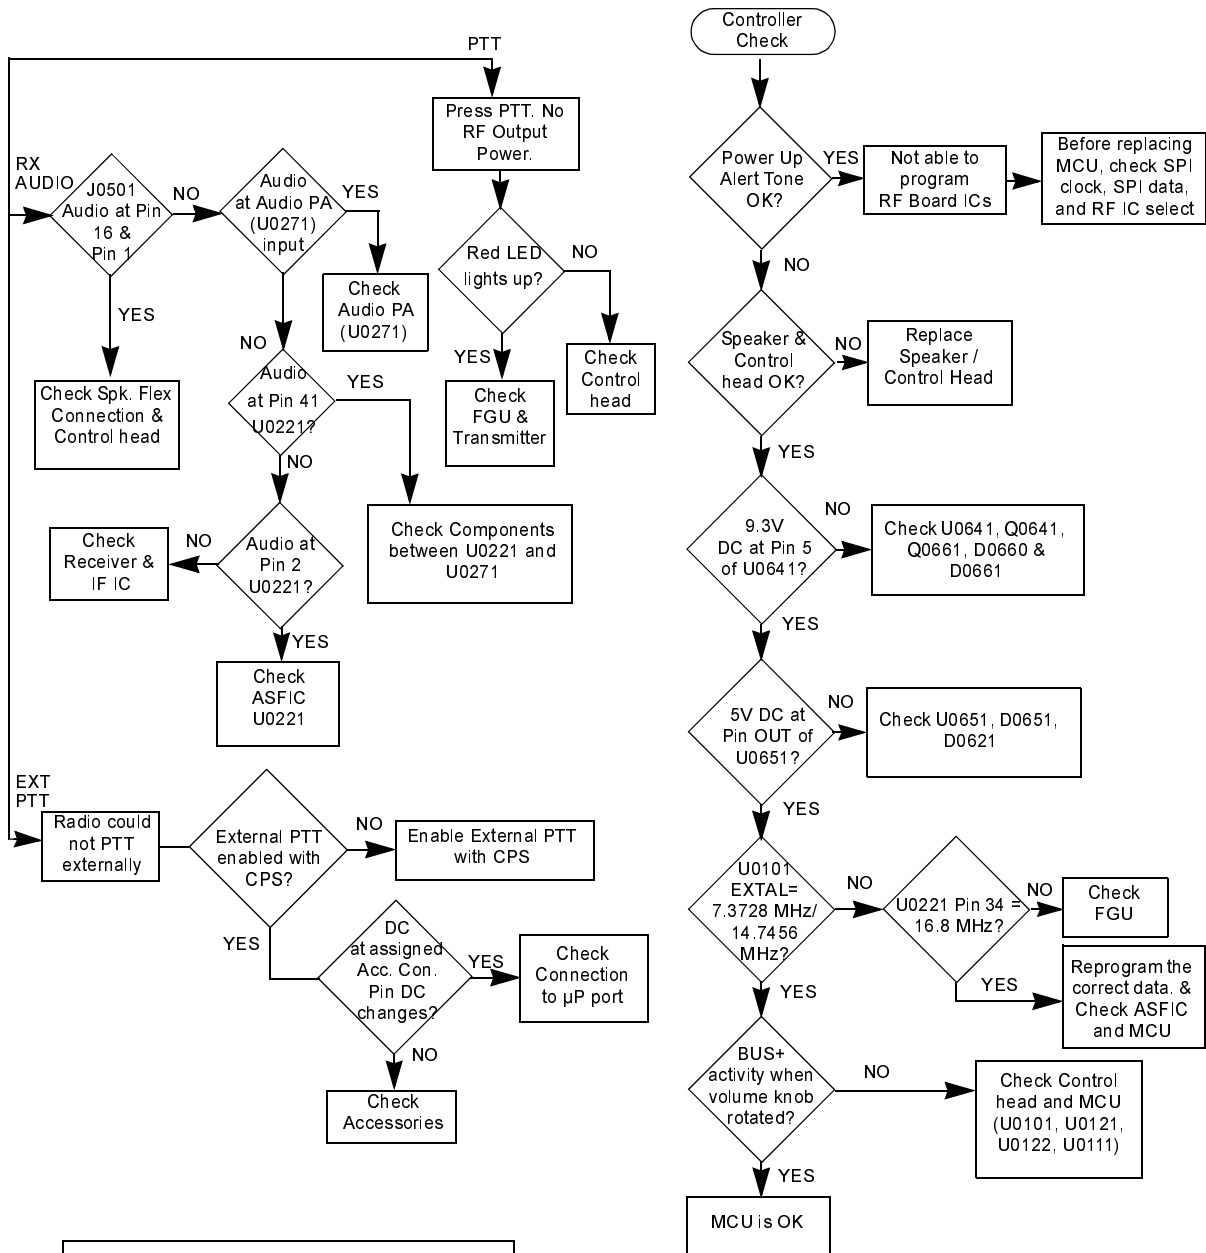 PTT
Press PTT. No
RF Output
Power.
RX
AUDIO
J0501
Audio at Pin
16 &
Pin 1
NO
Audio
at Audio PA
(U0271)
input
YES
Red LED
lights up?
NO
YES
Check
Audio PA
(U0271)
NO
Check Spk. Flex
Connection &
Control head
Audio
at Pin 41
U0221?
YES
YES
Check
FGU &
Transmitter
Check
Control
head
NO
Check
Receiver &
IF IC
NO
Audio at
Pin 2
U0221?
Check Components
between U0221 and
U0271
YES
Check
ASFIC
U0221
EXT
PTT
Radio could
not PTT
externally
External PTT
enabled with
CPS?
NO
Enable External PTT
with CPS
YES
DC
at assigned
Acc. Con.
Pin DC
changes?
YES
Check
Connection
to µP port
NO
Check
Accessories
Controller
Check
Power Up
Alert Tone
OK?
YES
Not able to
program
RF Board ICs
Before replacing
MCU, check SPI
clock, SPI data,
and RF IC select
NO
Speaker &
Control
head OK?
NO
Replace
Speaker /
Control Head
YES
9.3V
DC at Pin 5
of U0641?
NO
Check U0641, Q0641,
Q0661, D0660 &
D0661
YES
5V DC at
Pin OUT of
U0651?
NO
Check U0651, D0651,
D0621
YES
U0101
EXTAL=
7.3728 MHz/
14.7456
MHz?
NO
U0221 Pin 34 =
16.8 MHz?
NO
Check
FGU
YES
Reprogram the
correct data. &
Check ASFIC
and MCU
YES
BUS+
activity when
volume knob
rotated?
NO
Check Control
head and MCU
(U0101, U0121,
U0122, U0111)
YES
MCU is OK